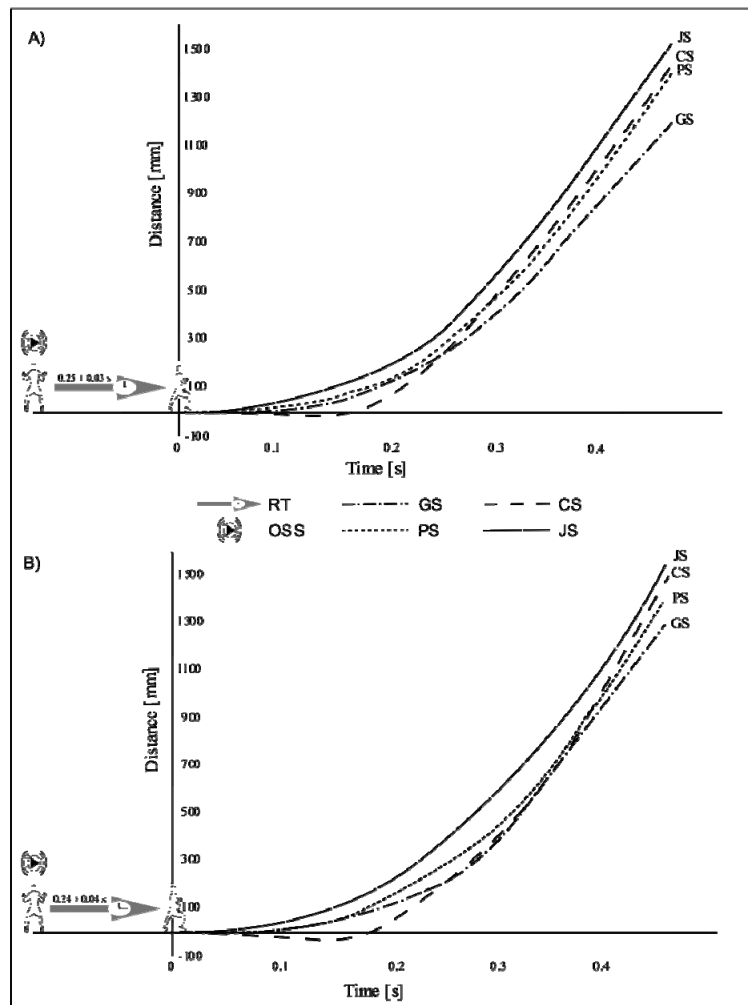 A)
1500
1300
1100
900
700
500
300
100
-100
Distance [mm]
JS
CS
PS
GS
0.25 ± 0.03 s
0 0.1 0.2 0.3 0.4
Time [s]
RT GS CS
OSS PS JS
B)
1300
1100
900
700
500
300
100
-100
Distance [mm]
JS
CS
PS
GS
0.24 ± 0.04 s
0 0.1 0.2 0.3 0.4
Time [s]